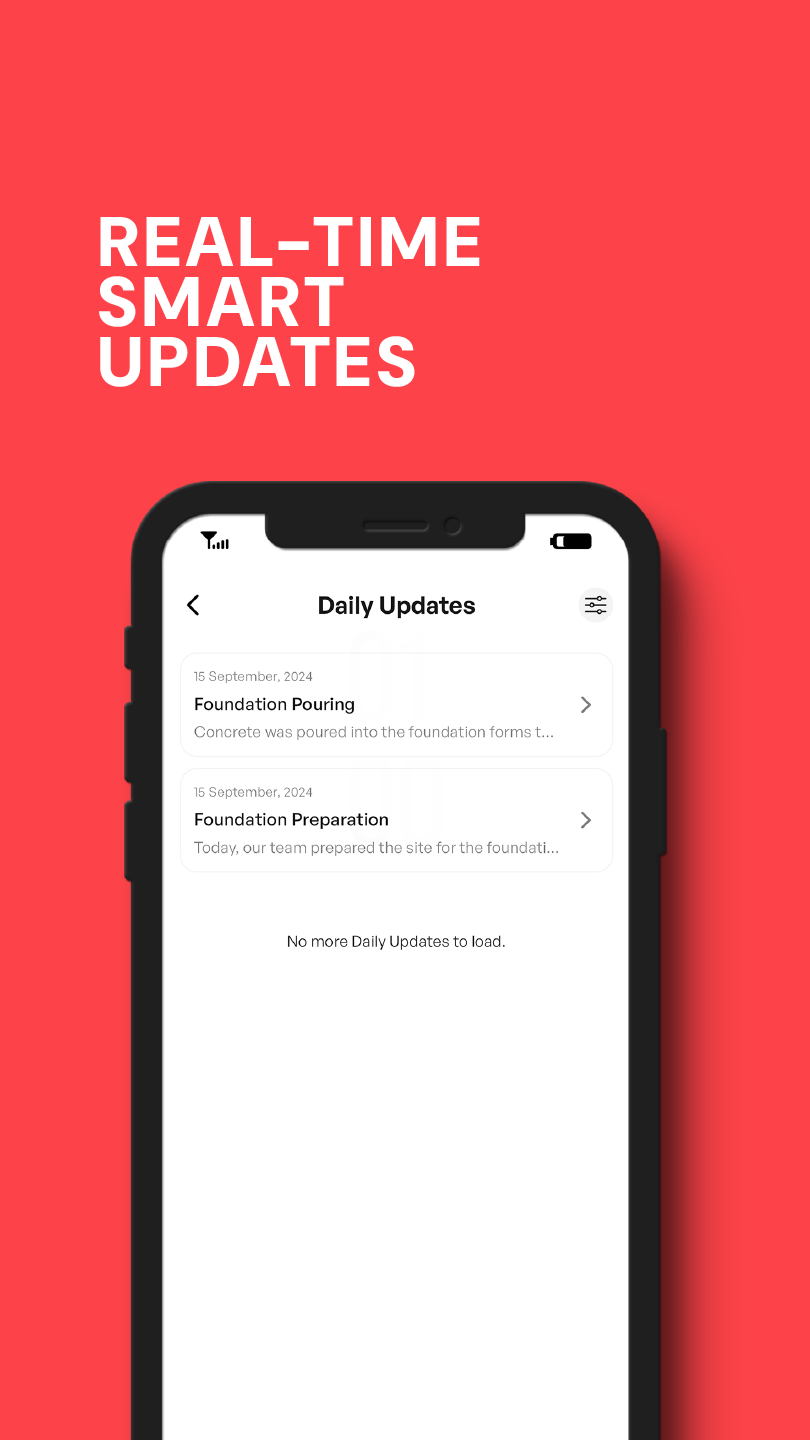 REAL-TIME
SMART
UPDATES
Daily Updates
15 September, 2024
Foundation Pouring
Concrete was poured into the foundation forms t...
15 September, 2024
Foundation Preparation
Today, our team prepared the site for the foundati...
No more Daily Updates to load.